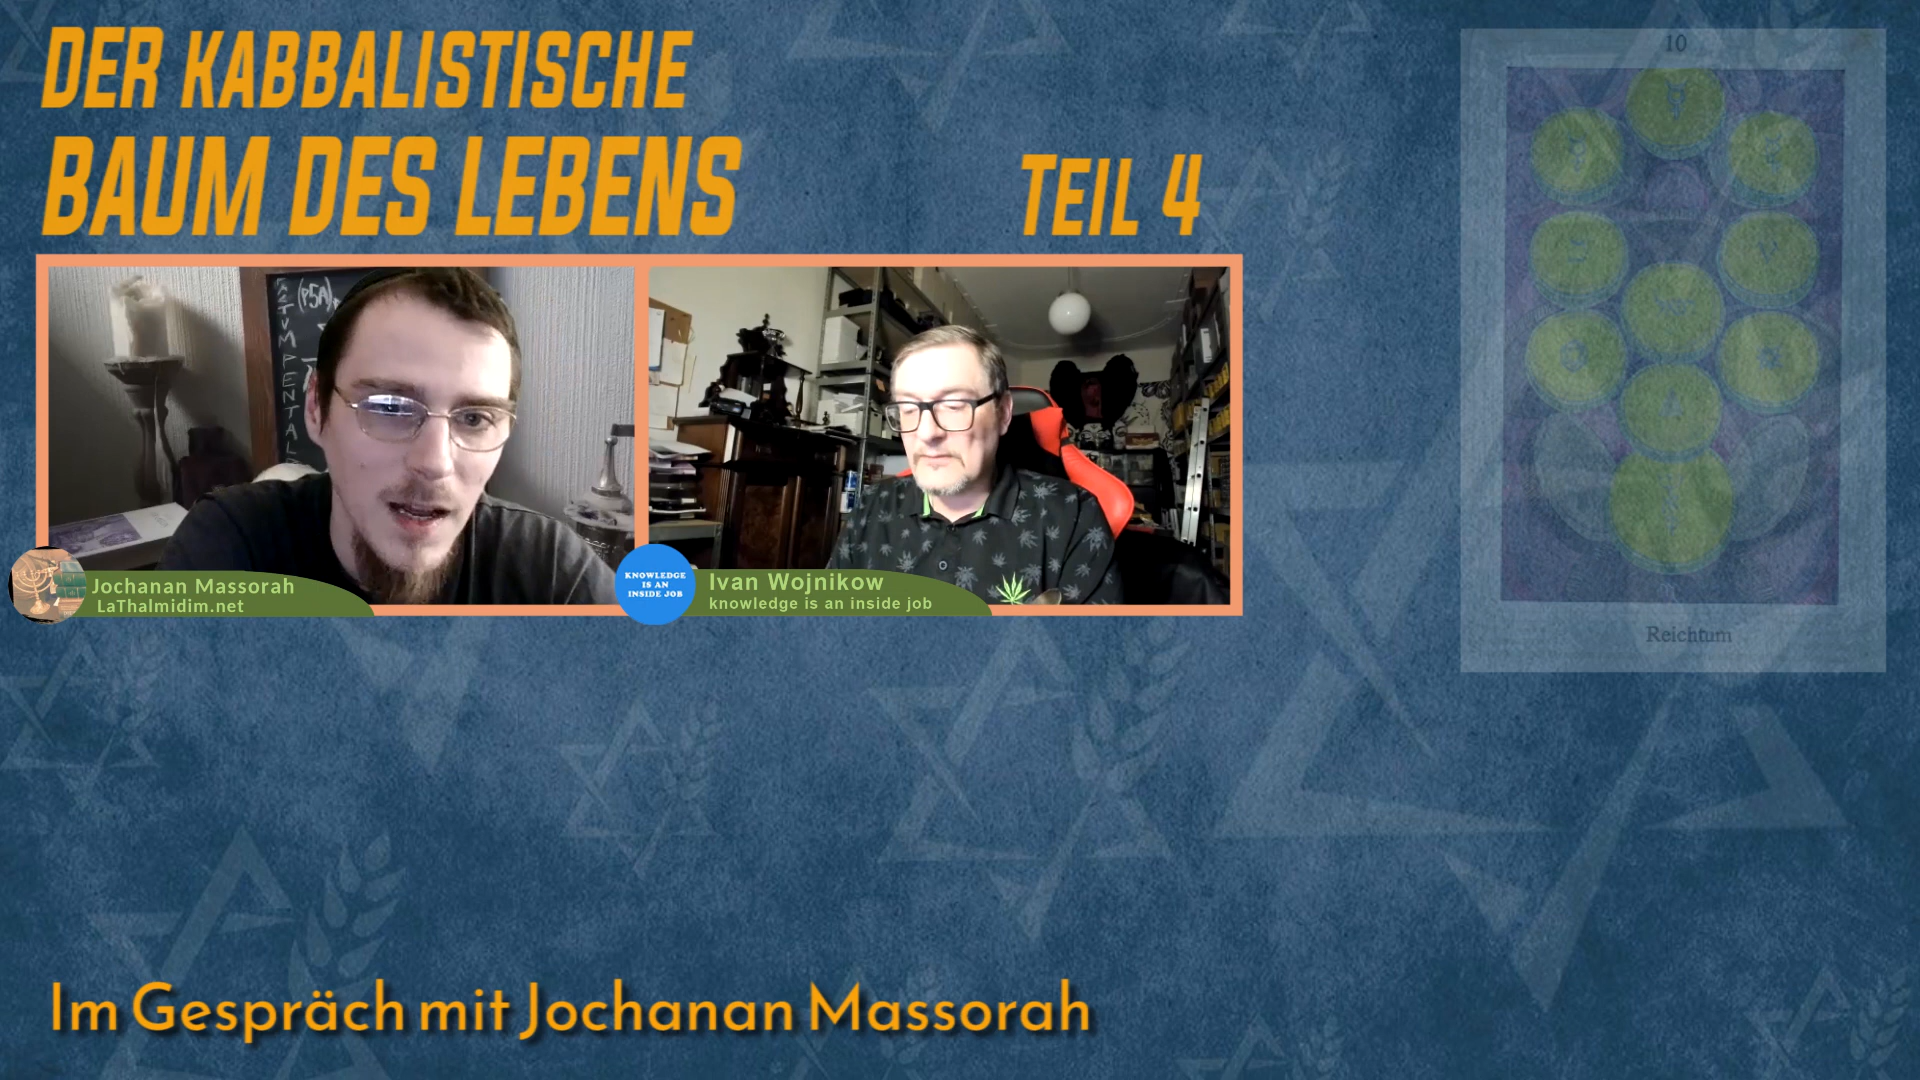 DER KABBALISTISCHE
BAUM DES LEBENS
TEIL 4
10
Reichtum
(PSA)
Jochanan Massorah
LaThalmidim.net
KNOWLEDGE
IS AN
INSIDE JOB
Ivan Wojnikow
knowledge is an inside job
Im Gespräch mit Jochanan Massorah